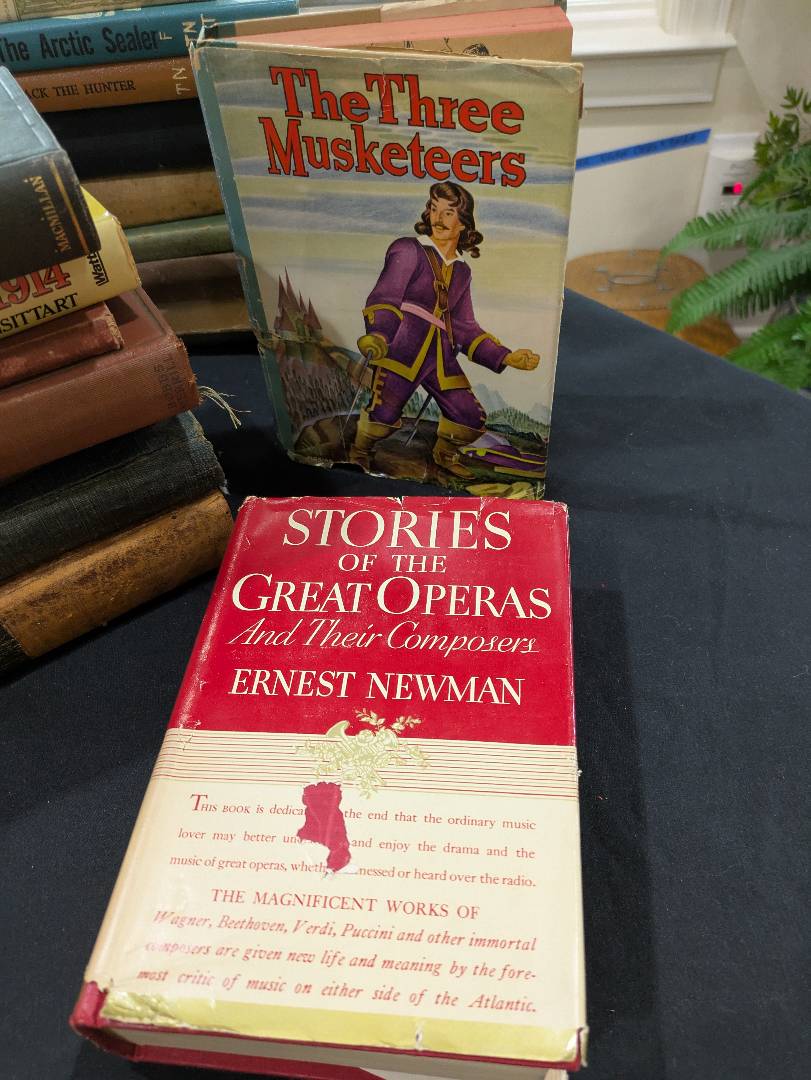 The Arctic Sealer
TN
F
TN
ACK THE HUNTER
MACMILLAN
1914
Watts
SITTART
The Three
Musketeers
STORIES
OF THE
GREAT OPERAS
And Their Composers
ERNEST NEWMAN
THIS BOOK is dedica the end that the ordinary music
lover may better un and enjoy the drama and the
music of great operas, wheth nessed or heard over the radio.
THE MAGNIFICENT WORKS OF
Wagner, Beethoven, Verdi, Puccini and other immortal
composers are given new life and meaning by the fore-
most critic of music on either side of the Atlantic.